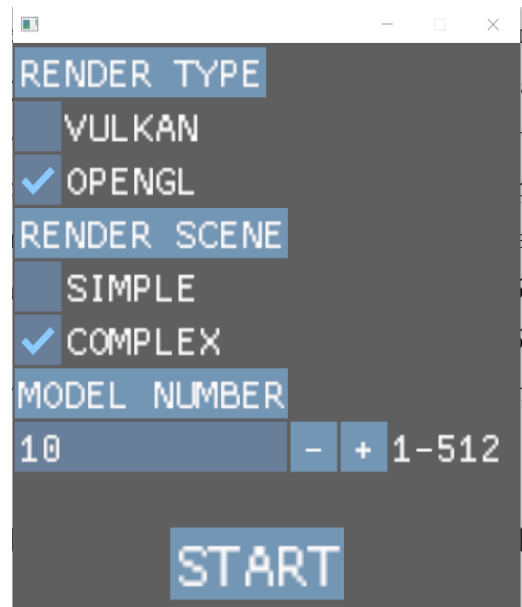 RENDER TYPE
VULKAN
OPENGL
RENDER SCENE
SIMPLE
COMPLEX
MODEL NUMBER
10 - + 1-512
START